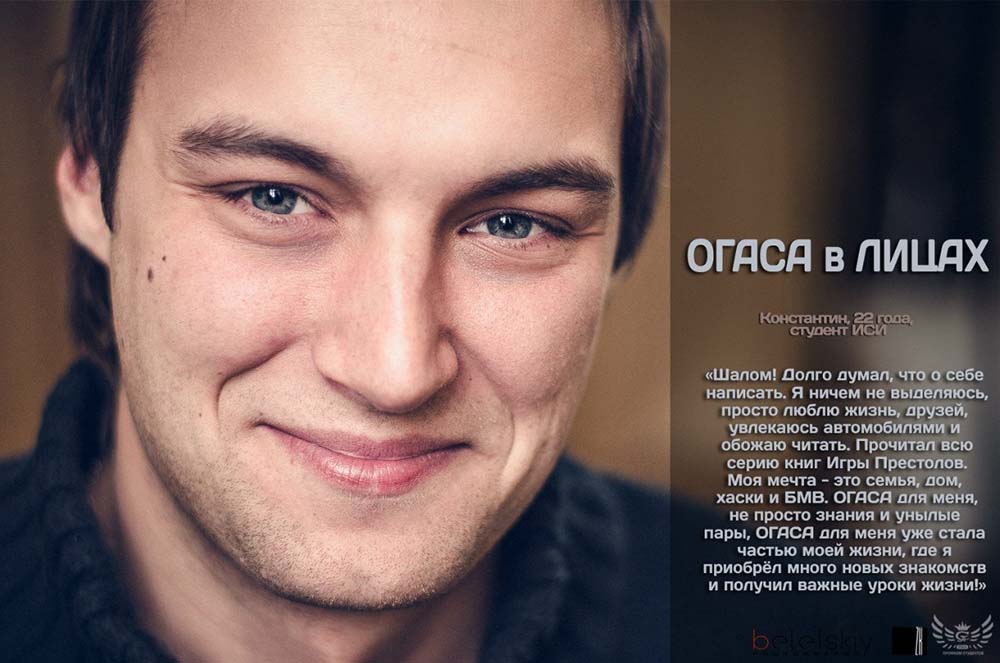 ОГАСА в ЛИЦАХ
Константин, 22 года,
студент ИСИ
«Шалом! Долго думал, что о себе
написать. Я ничем не выделяюсь,
просто люблю жизнь, друзей,
увлекаюсь автомобилями и
обожаю читать. Прочитал всю
серию книг Игры Престолов.
Моя мечта - это семья, дом,
хаски и БМВ. ОГАСА для меня,
не просто знания и унылые
пары, ОГАСА для меня уже стала
частью моей жизни, где я
приобрёл много новых знакомств
и получил важные уроки жизни!»
beletskiy
ПРОФКОМ СТУДЕНТОВ